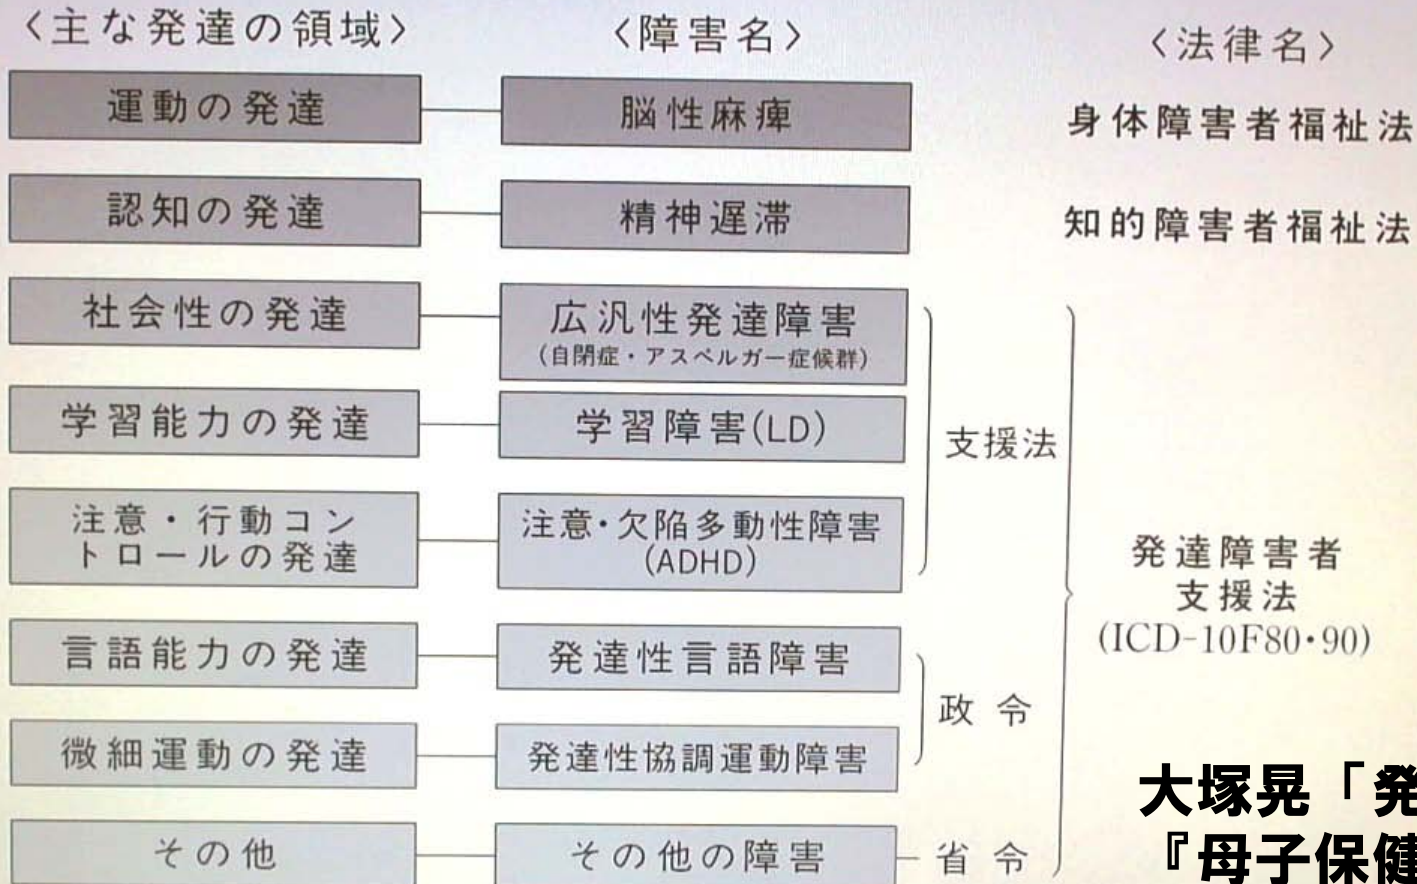 〈主な発達の領域〉 〈障害名〉 〈法律名〉
運動の発達 脳性麻痺 身体障害者福祉法
認知の発達 精神遅滞 知的障害者福祉法
社会性の発達 広汎性発達障害
(自閉症・アスペルガー症候群)
学習能力の発達 学習障害(LD)
支援法
注意・行動コン
トロールの発達
注意・欠陥多動性障害
(ADHD)
発達障害者
支援法
(ICD-10F80・90)
言語能力の発達 発達性言語障害
政令
微細運動の発達 発達性協調運動障害
その他 その他の障害 省令
大塚晃「発
『母子保健